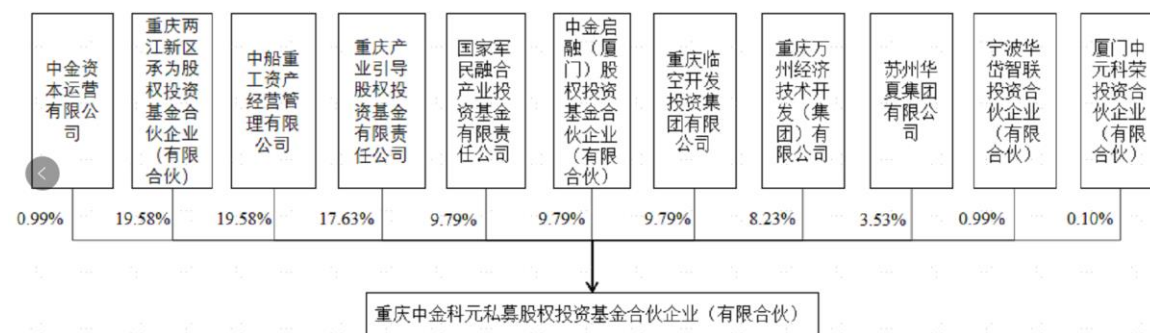 中金资
本运营
有限公
司
重庆两
江新区
承为股
权投资
基金合
伙企业
（有限
合伙）
中船重
工资产
经营管
理有限
公司
重庆产
业引导
股权投
资基金
有限责
任公司
国家军
民融合
产业投
资基金
有限责
任公司
中金启
融（厦
门）股
权投资
基金合
伙企业
（有限
合伙）
重庆临
空开发
投资集
团有限
公司
重庆万
州经济
技术开
发（集
团）有
限公司
苏州华
夏集团
有限公
司
宁波华
岱智联
投资合
伙企业
（有限
合伙）
厦门中
元科荣
投资合
伙企业
（有限
合伙）
0.99%
19.58%
19.58%
17.63%
9.79%
9.79%
9.79%
8.23%
3.53%
0.99%
0.10%
重庆中金科元私募股权投资基金合伙企业（有限合伙）